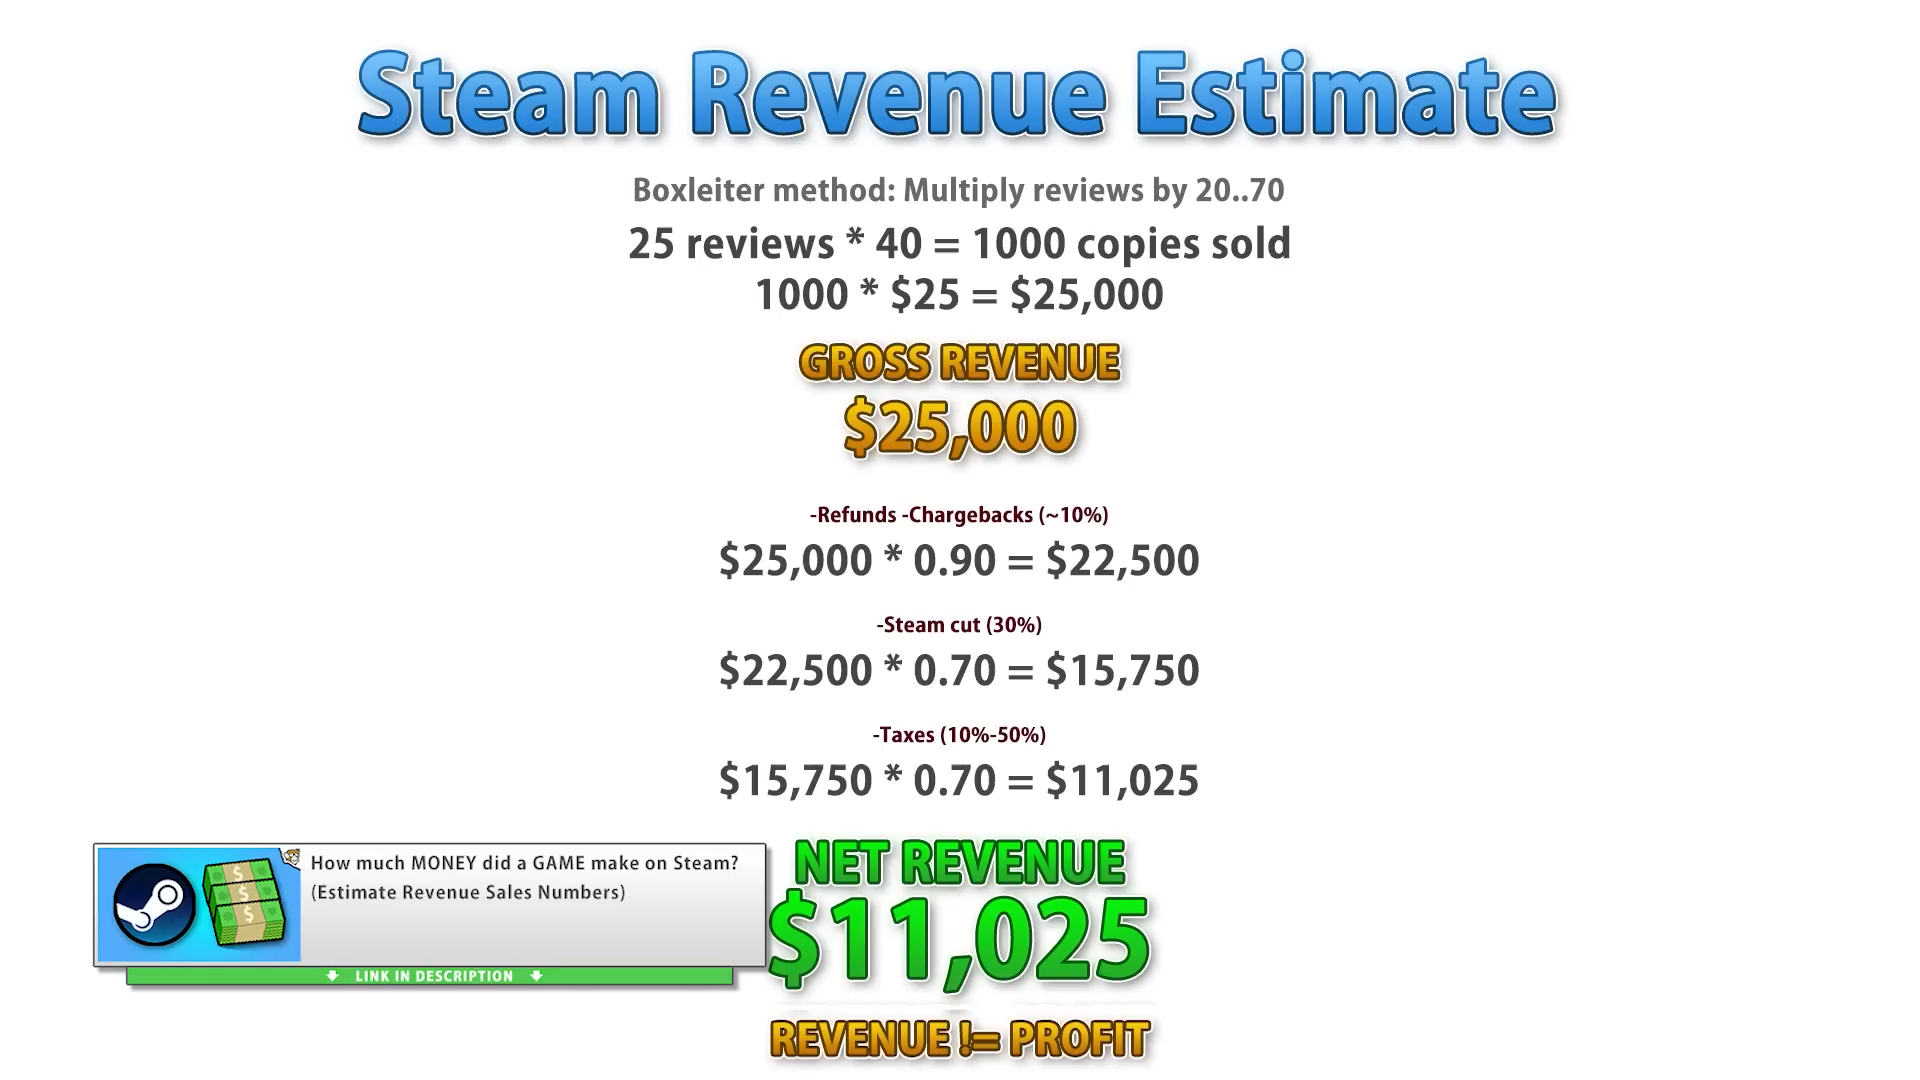 Steam Revenue Estimate
Boxleiter method: Multiply reviews by 20..70
25 reviews * 40 = 1000 copies sold
1000 * $25 = $25,000
GROSS REVENUE
$25,000
-Refunds -Chargebacks (~10%)
$25,000 * 0.90 = $22,500
-Steam cut (30%)
$22,500 * 0.70 = $15,750
-Taxes (10%-50%)
$15,750 * 0.70 = $11,025
NET REVENUE
$11,025
REVENUE != PROFIT
How much MONEY did a GAME make on Steam?
(Estimate Revenue Sales Numbers)
$
$
$
LINK IN DESCRIPTION